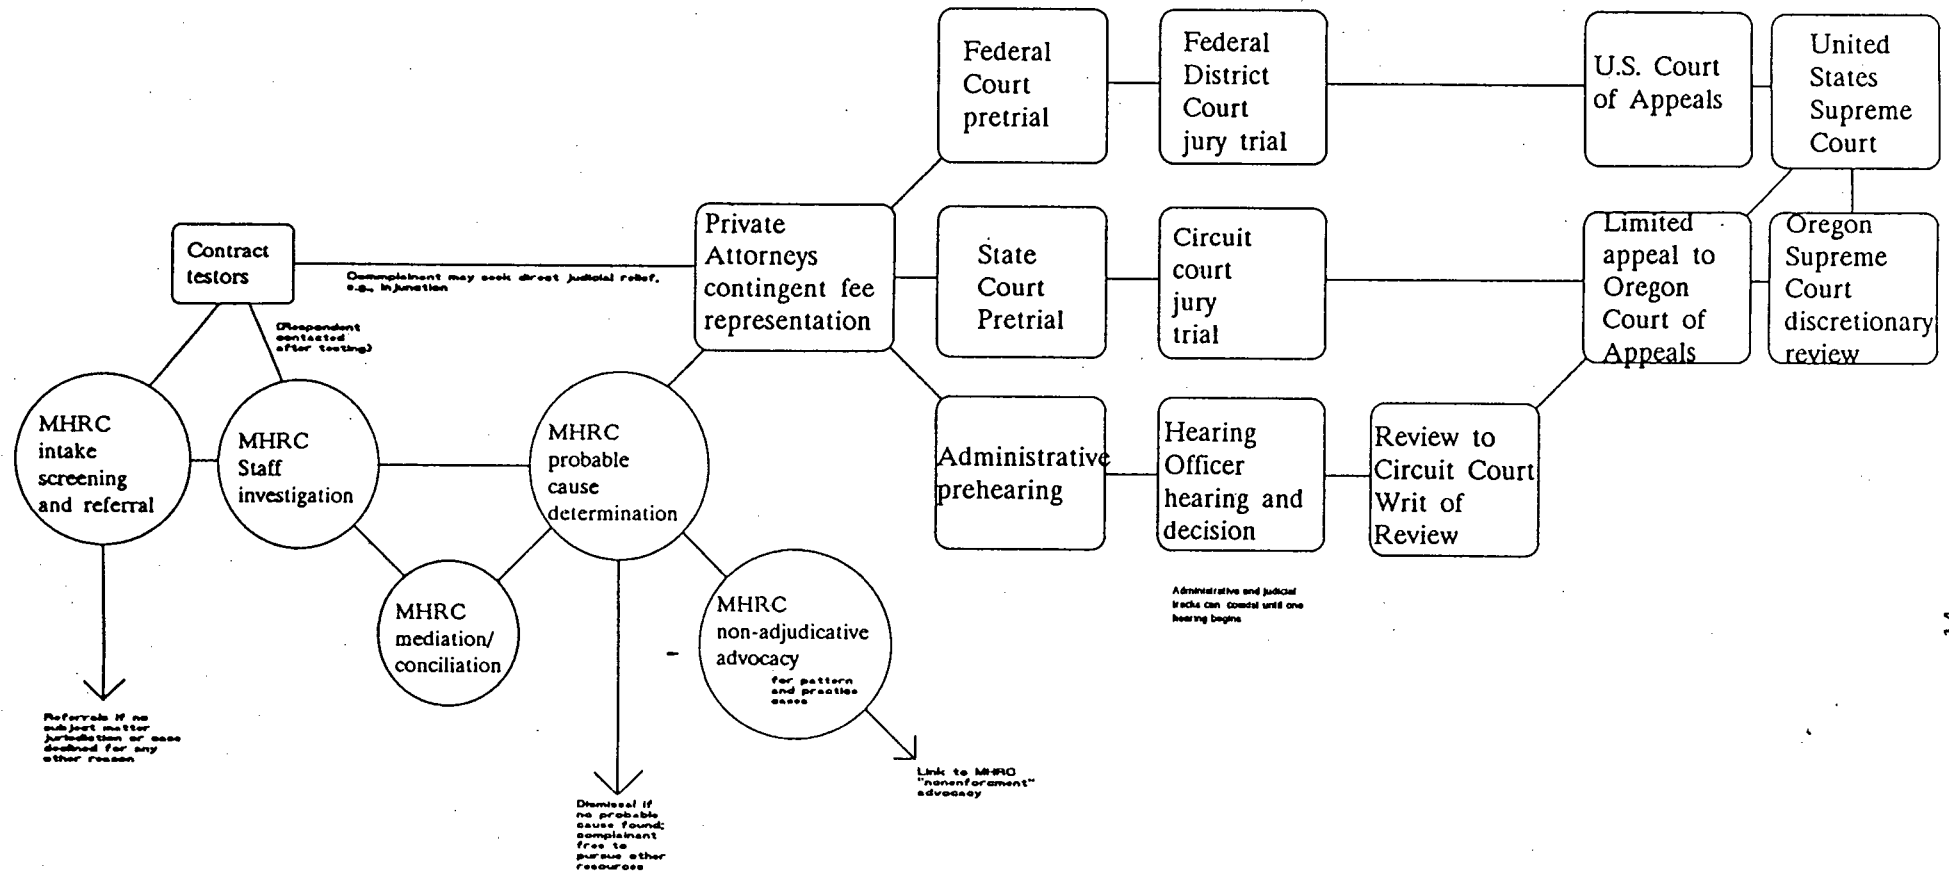 Federal
Court
pretrial
Federal
District
Court
jury trial
U.S. Court
of Appeals
United
States
Supreme
Court
Contract
testors
Commplainent may seek direct judicial relief,
e.g., injunction
(Respondent
contacted
after testing)
Private
Attorneys
contingent fee
representation
State
Court
Pretrial
Circuit
court
jury
trial
Limited
appeal to
Oregon
Court of
Appeals
Oregon
Supreme
Court
discretionary
review
MHRC
intake
screening
and referral
MHRC
Staff
investigation
MHRC
probable
cause
determination
Administrative
prehearing
Hearing
Officer
hearing and
decision
Review to
Circuit Court
Writ of
Review
MHRC
mediation/
conciliation
MHRC
non-adjudicative
advocacy
for pattern
and practice
cases
Administrative and judicial
tracks can coexist until one
hearing begins
Referrals if no
subject matter
jurisdiction or case
declined for any
other reason
Link to MHRC
"nonenforcment"
advocacy
Dismissal if
no probable
cause found;
complainant
free to
pursue other
resources